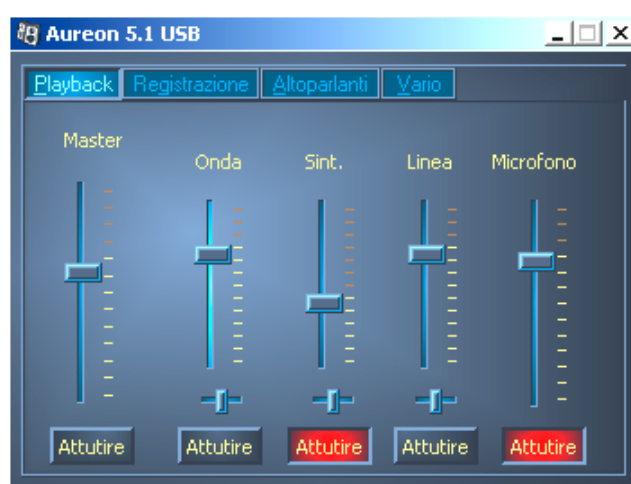 Aureon 5.1 USB
Playback Registrazione Altoparlanti Vario
Master Onda Sint. Linea Microfono
Attutire Attutire Attutire Attutire Attutire